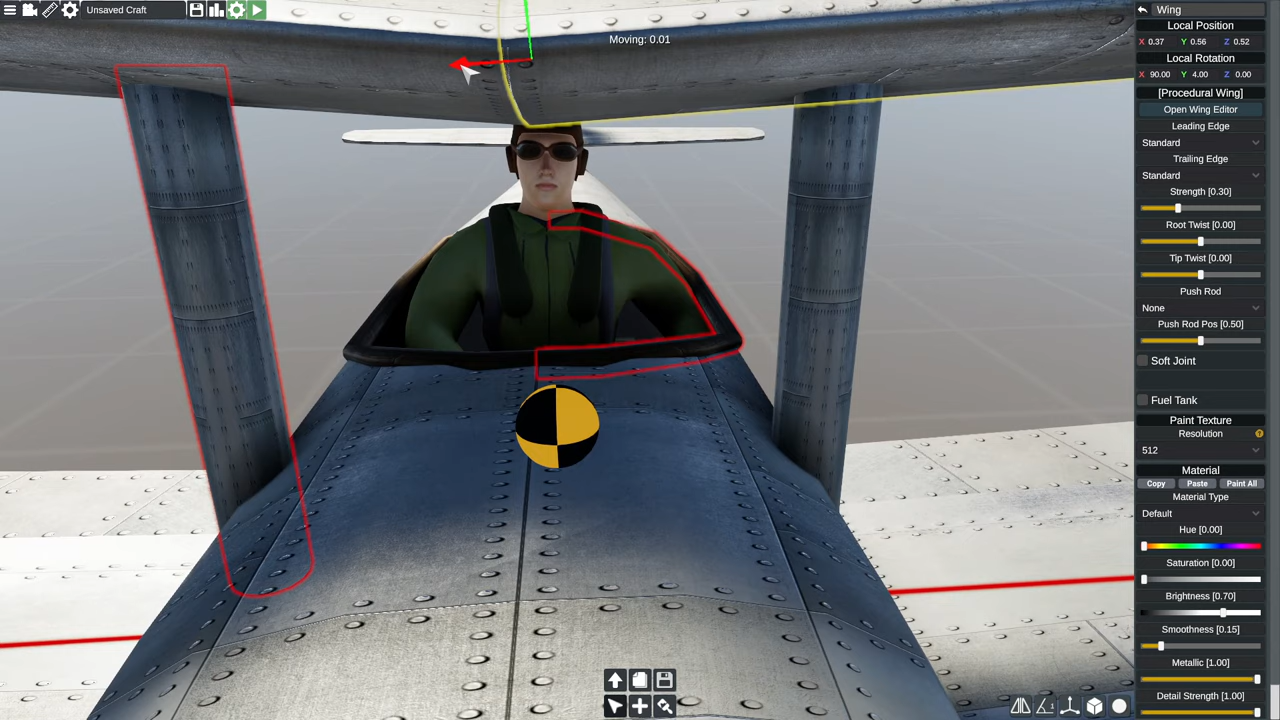 Unsaved Craft
Moving: 0.01
Wing
Local Position
X 0.37 Y 0.56 Z 0.52
Local Rotation
X 90.00 Y 4.00 Z 0.00
[Procedural Wing]
Open Wing Editor
Leading Edge
Standard
Trailing Edge
Standard
Strength [0.30]
Root Twist [0.00]
Tip Twist [0.00]
Push Rod
None
Push Rod Pos [0.50]
Soft Joint
Fuel Tank
Paint Texture
Resolution
512
Material
Copy Paste Paint All
Material Type
Default
Hue [0.00]
Saturation [0.00]
Brightness [0.70]
Smoothness [0.15]
Metallic [1.00]
Detail Strength [1.00]